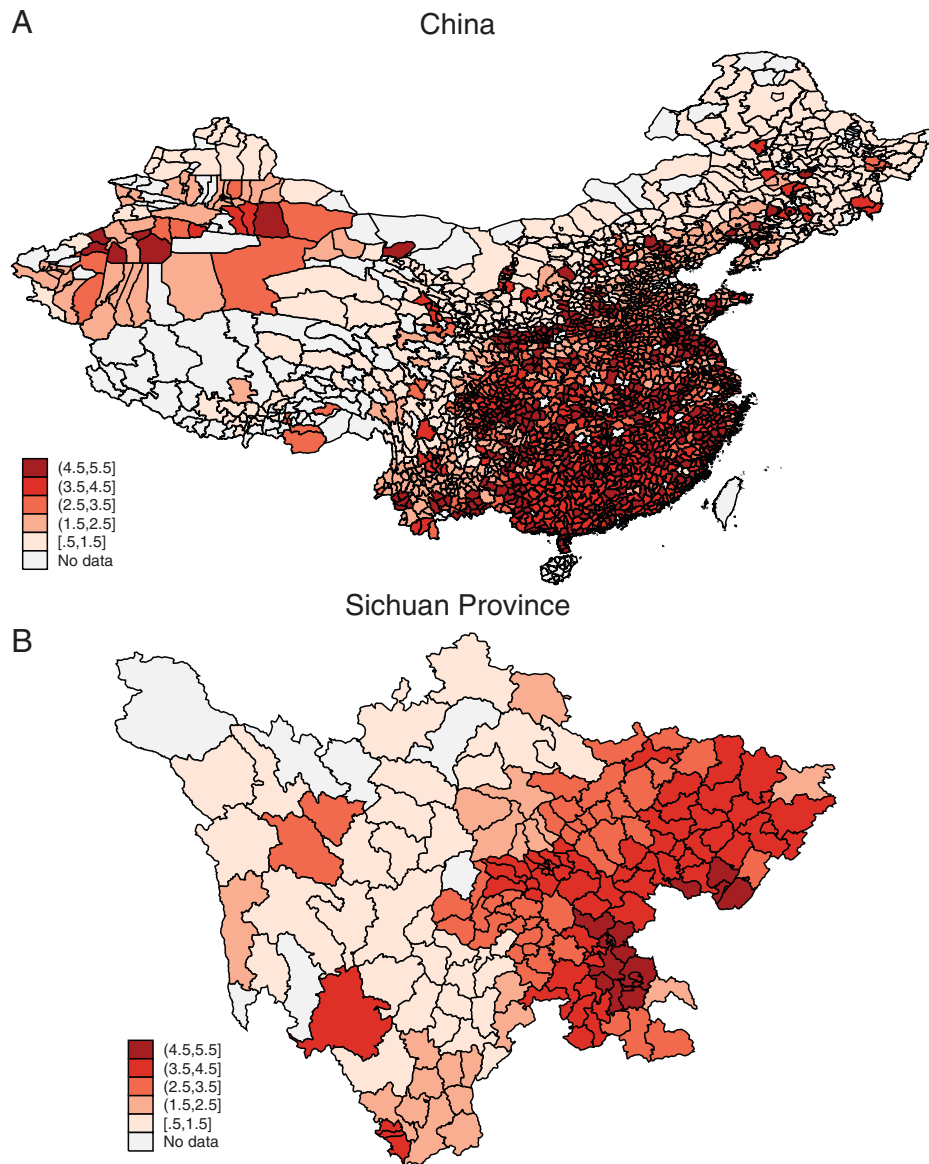 A
China
(4.5,5.5]
(3.5,4.5]
(2.5,3.5]
(1.5,2.5]
[.5,1.5]
No data
Sichuan Province
B
(4.5,5.5]
(3.5,4.5]
(2.5,3.5]
(1.5,2.5]
[.5,1.5]
No data